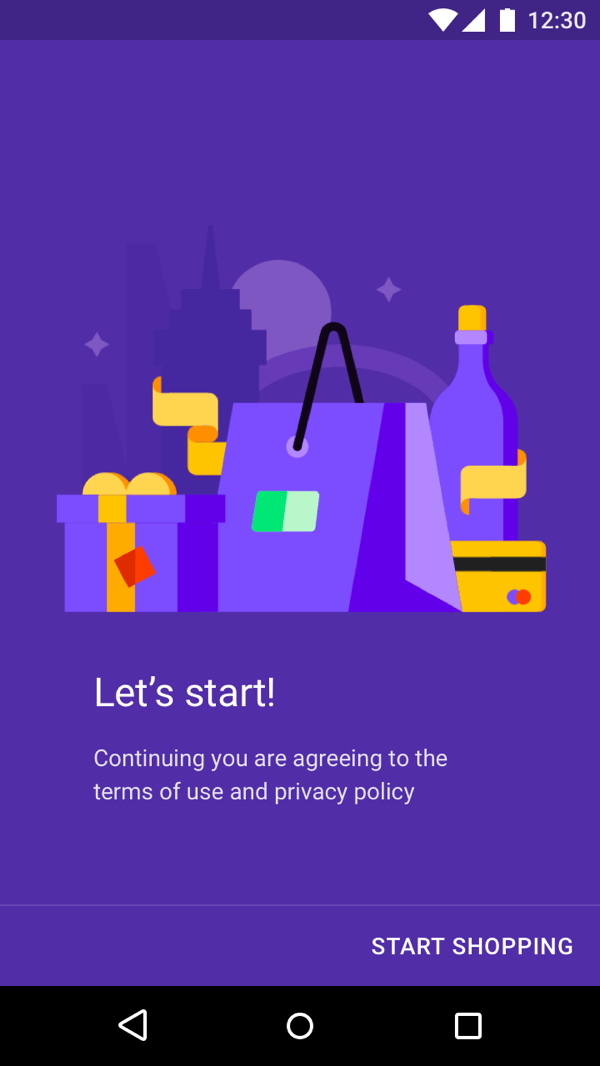 12:30
Let’s start!
Continuing you are agreeing to the
terms of use and privacy policy
START SHOPPING